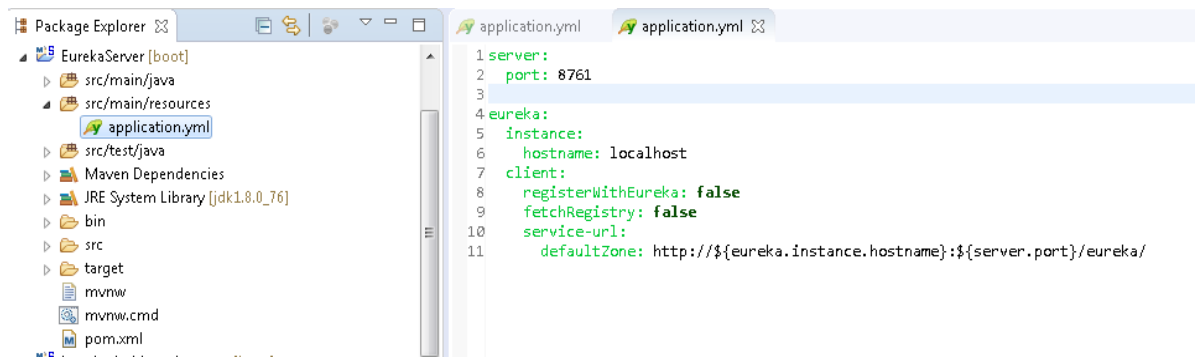 Package Explorer
EurekaServer [boot]
src/main/java
src/main/resources
application.yml
src/test/java
Maven Dependencies
JRE System Library [jdk1.8.0_76]
bin
src
target
mvnw
mvnw.cmd
pom.xml
application.yml
application.yml
1 server:
2   port: 8761
3
4 eureka:
5   instance:
6     hostname: localhost
7   client:
8     registerWithEureka: false
9     fetchRegistry: false
10     service-url:
11       defaultZone: http://${eureka.instance.hostname}:${server.port}/eureka/